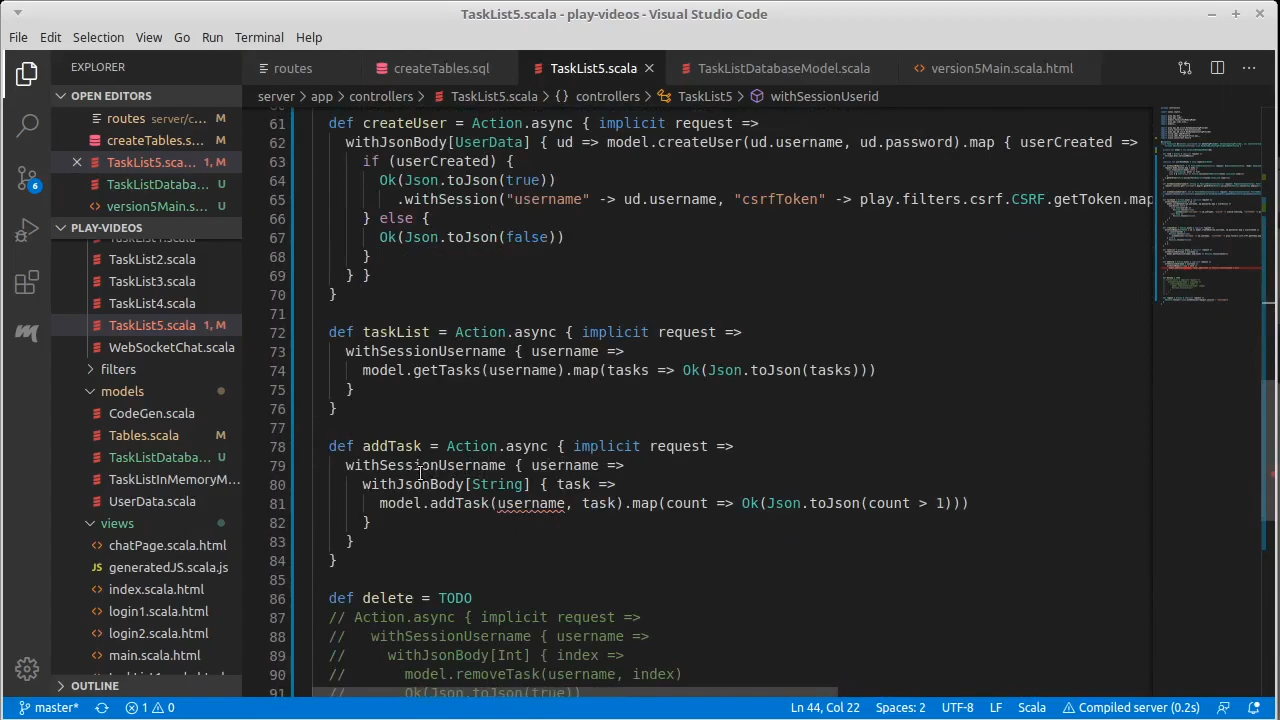 TaskList5.scala - play-videos - Visual Studio Code
File Edit Selection View Go Run Terminal Help
EXPLORER
routes
createTables.sql
TaskList5.scala
TaskListDatabaseModel.scala
version5Main.scala.html
OPEN EDITORS
server > app > controllers > TaskList5.scala > {} controllers > TaskList5 > withSessionUserid
routes server/c... M
createTables.... M
TaskList5.sca... 1, M
TaskListDataba... U
version5Main.s... U
PLAY-VIDEOS
TaskList1.scala
TaskList2.scala
TaskList3.scala
TaskList4.scala
TaskList5.scala 1, M
WebSocketChat.scala
filters
models
CodeGen.scala
Tables.scala M
TaskListDataba... U
TaskListInMemoryM...
UserData.scala
views
chatPage.scala.html
JS generatedJS.scala.js
index.scala.html
login1.scala.html
login2.scala.html
main.scala.html
OUTLINE
61 def createUser = Action.async { implicit request =>
62 withJsonBody[UserData] { ud => model.createUser(ud.username, ud.password).map { userCreated =>
63 if (userCreated) {
64 Ok(Json.toJson(true))
65 .withSession("username" -> ud.username, "csrfToken" -> play.filters.csrf.CSRF.getToken.map
66 } else {
67 Ok(Json.toJson(false))
68 }
69 } }
70 }
71
72 def taskList = Action.async { implicit request =>
73 withSessionUsername { username =>
74 model.getTasks(username).map(tasks => Ok(Json.toJson(tasks)))
75 }
76 }
77
78 def addTask = Action.async { implicit request =>
79 withSessionUsername { username =>
80 withJsonBody[String] { task =>
81 model.addTask(username, task).map(count => Ok(Json.toJson(count > 1)))
82 }
83 }
84 }
85
86 def delete = TODO
87 // Action.async { implicit request =>
88 // withSessionUsername { username =>
89 // withJsonBody[Int] { index =>
90 // model.removeTask(username, index)
91 // Ok(Json.toJson(true))
6
master* 1 0 Ln 44, Col 22 Spaces: 2 UTF-8 LF Scala Compiled server (0.2s)